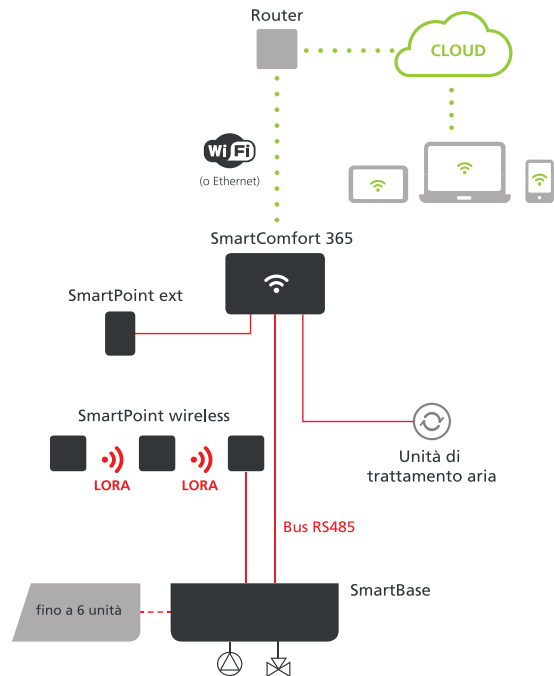 Router
CLOUD
WiFi
(o Ethernet)
SmartComfort 365
SmartPoint ext
SmartPoint wireless
LORA
LORA
Unità di
trattamento aria
Bus RS485
SmartBase
fino a 6 unità